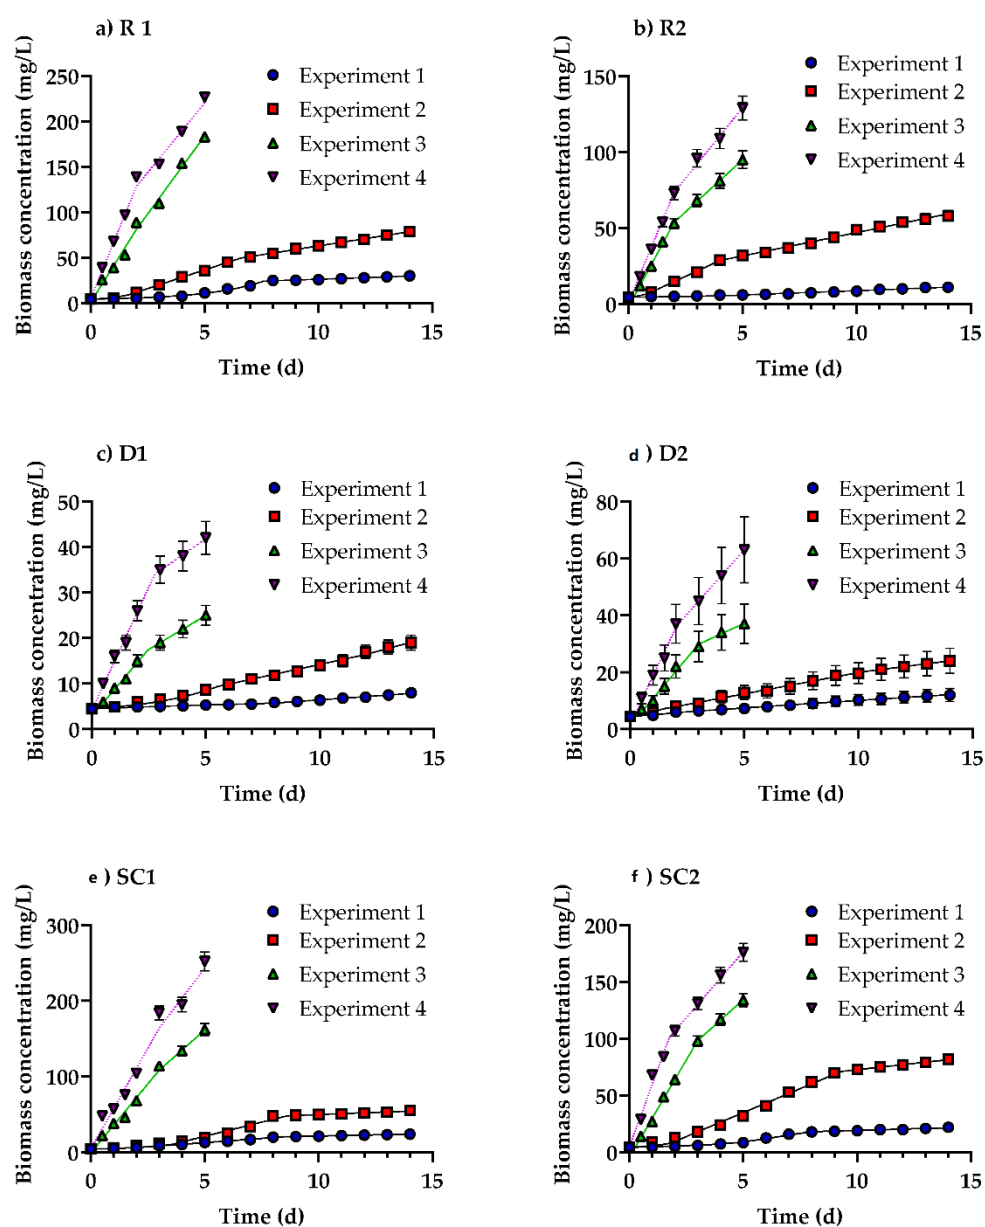 a) R 1
Biomass concentration (mg/L)
250
200
150
100
50
0
0 5 10 15
Time (d)
Experiment 1
Experiment 2
Experiment 3
Experiment 4
b) R2
Biomass concentration (mg/L)
150
100
50
0
0 5 10 15
Time (d)
Experiment 1
Experiment 2
Experiment 3
Experiment 4
c) D1
Biomass concentration (mg/L)
50
40
30
20
10
0
0 5 10 15
Time (d)
Experiment 1
Experiment 2
Experiment 3
Experiment 4
d ) D2
Biomass concentration (mg/L)
80
60
40
20
0
0 5 10 15
Time (d)
Experiment 1
Experiment 2
Experiment 3
Experiment 4
e ) SC1
Biomass concentration (mg/L)
300
200
100
0
0 5 10 15
Time (d)
Experiment 1
Experiment 2
Experiment 3
Experiment 4
f ) SC2
Biomass concentration (mg/L)
200
150
100
50
0
0 5 10 15
Time (d)
Experiment 1
Experiment 2
Experiment 3
Experiment 4